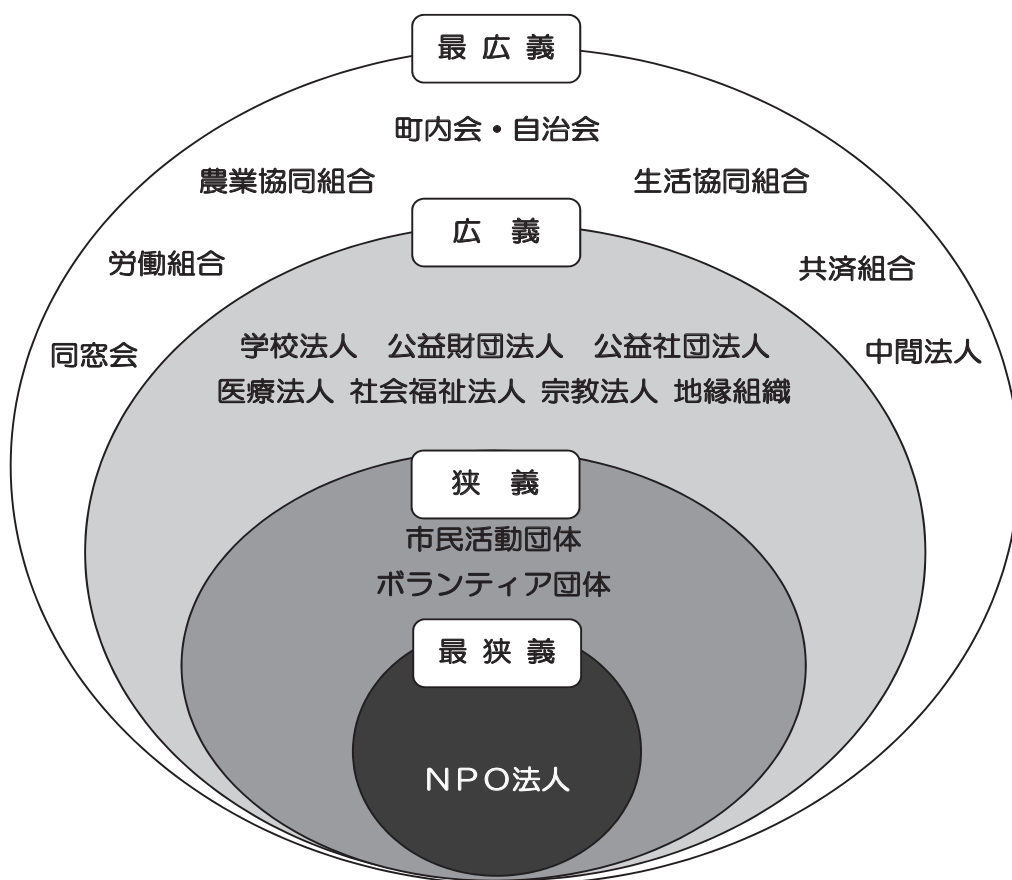 最広義
町内会・自治会
農業協同組合 生活協同組合
広 義
労働組合 共済組合
学校法人 公益財団法人 公益社団法人
同窓会 中間法人
医療法人 社会福祉法人 宗教法人 地縁組織
狭 義
市民活動団体
ボランティア団体
最狭義
NPO法人